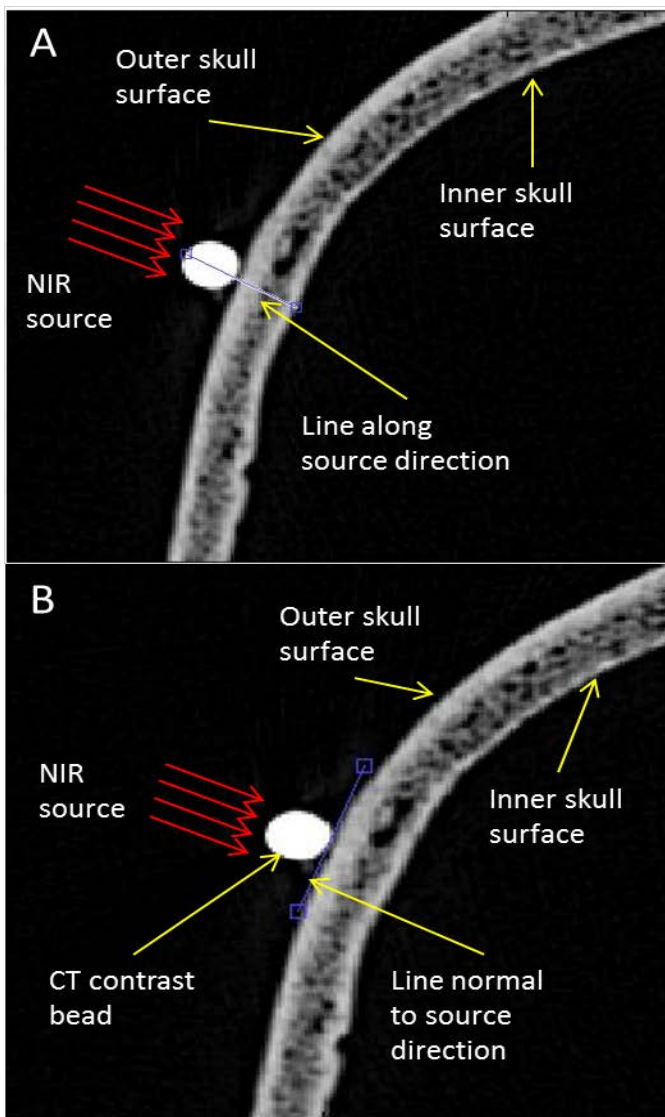 A
Outer skull
surface
Inner skull
surface
NIR
source
Line along
source direction
B
Outer skull
surface
NIR
source
Inner skull
surface
CT contrast
bead
Line normal
to source
direction